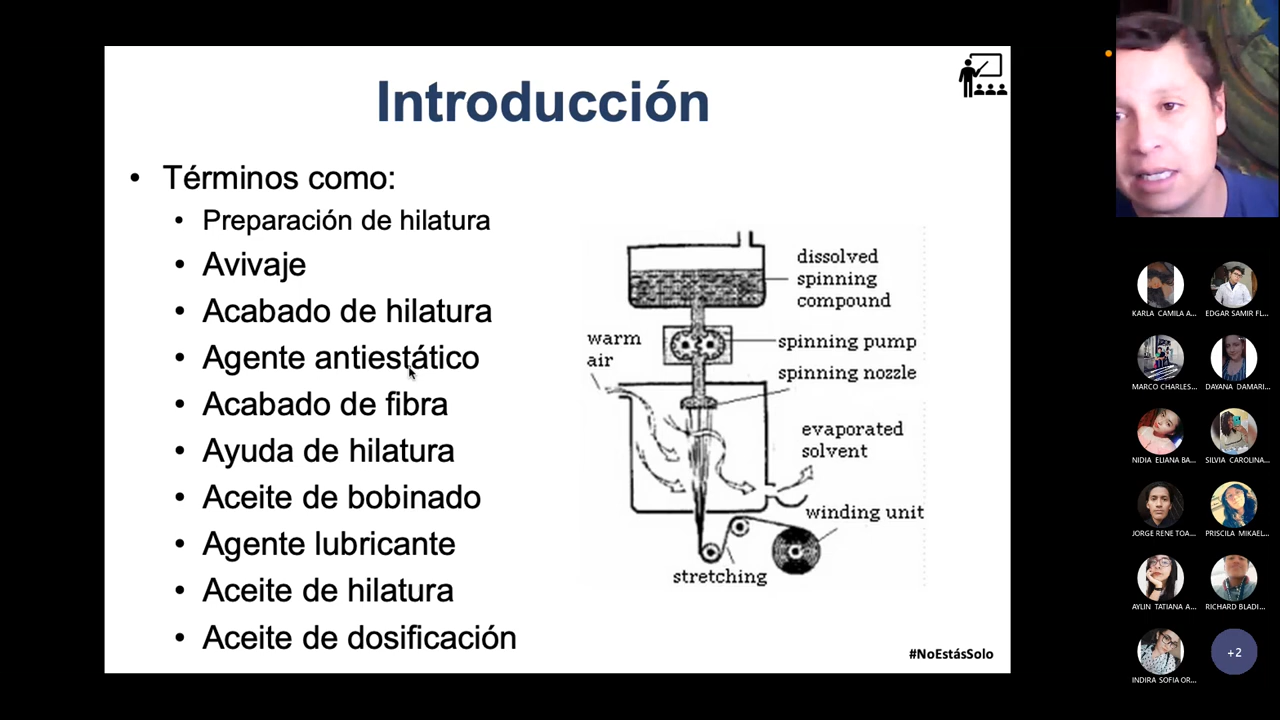 Introducción
• Términos como:
• Preparación de hilatura
• Avivaje
• Acabado de hilatura
• Agente antiestático
• Acabado de fibra
• Ayuda de hilatura
• Aceite de bobinado
• Agente lubricante
• Aceite de hilatura
• Aceite de dosificación
dissolved
spinning
compound
warm
air
spinning pump
spinning nozzle
evaporated
solvent
winding unit
stretching
#NoEstásSolo
KARLA CAMILA A...
EDGAR SAMIR FL...
MARCO CHARLES...
DAYANA DAMARI...
NIDIA ELIANA BA...
SILVIA CAROLINA...
JORGE RENE TOA...
PRISCILA MIKAEL...
AYLIN TATIANA A...
RICHARD BLADI...
INDIRA SOFIA OR...
+2